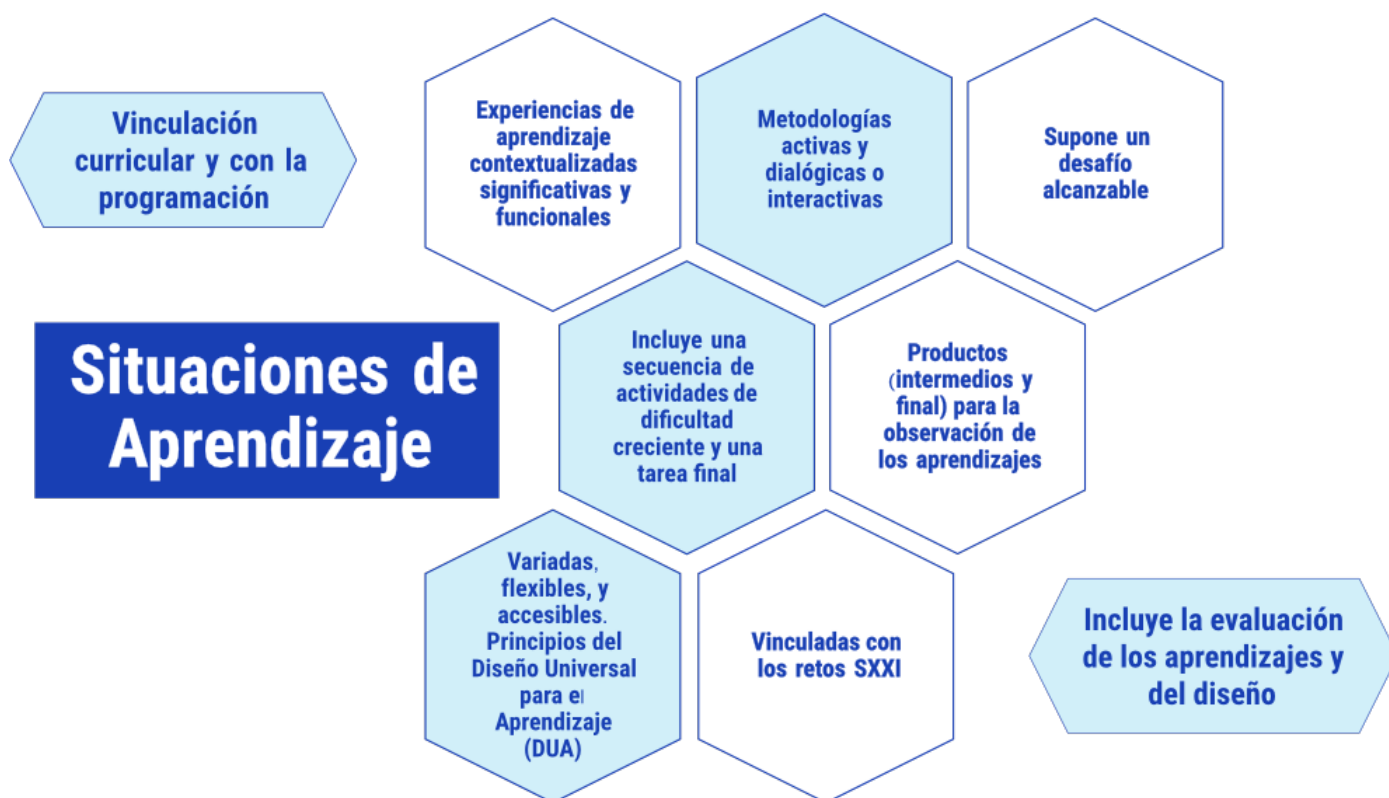 Vinculación
curricular y con la
programación
Experiencias de
aprendizaje
contextualizadas
significativas y
funcionales
Metodologías
activas y
dialógicas o
interactivas
Supone un
desafío
alcanzable
Situaciones de
Aprendizaje
Incluye una
secuencia de
actividades de
dificultad
creciente y una
tarea final
Productos
(intermedios y
final) para la
observación de
los aprendizajes
Variadas,
flexibles, y
accesibles.
Principios del
Diseño Universal
para el
Aprendizaje
(DUA)
Vinculadas con
los retos SXXI
Incluye la evaluación
de los aprendizajes y
del diseño